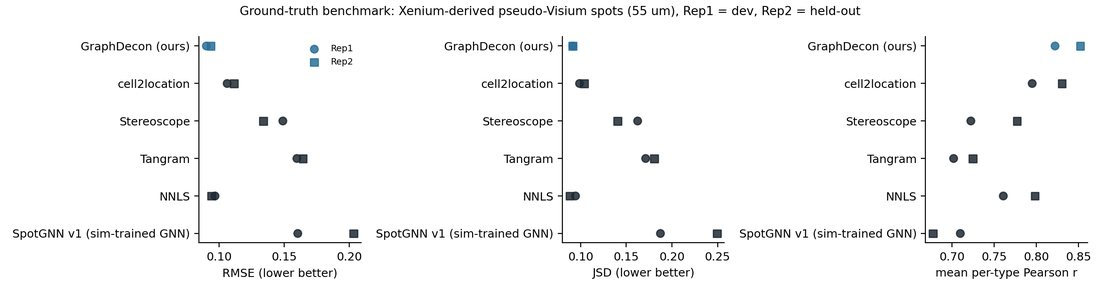 Ground-truth benchmark: Xenium-derived pseudo-Visium spots (55 um), Rep1 = dev, Rep2 = held-out
GraphDecon (ours)
cell2location
Stereoscope
Tangram
NNLS
SpotGNN v1 (sim-trained GNN)
Rep1
Rep2
0.10 0.15 0.20
RMSE (lower better)
GraphDecon (ours)
cell2location
Stereoscope
Tangram
NNLS
SpotGNN v1 (sim-trained GNN)
0.10 0.15 0.20 0.25
JSD (lower better)
GraphDecon (ours)
cell2location
Stereoscope
Tangram
NNLS
SpotGNN v1 (sim-trained GNN)
0.70 0.75 0.80 0.85
mean per-type Pearson r